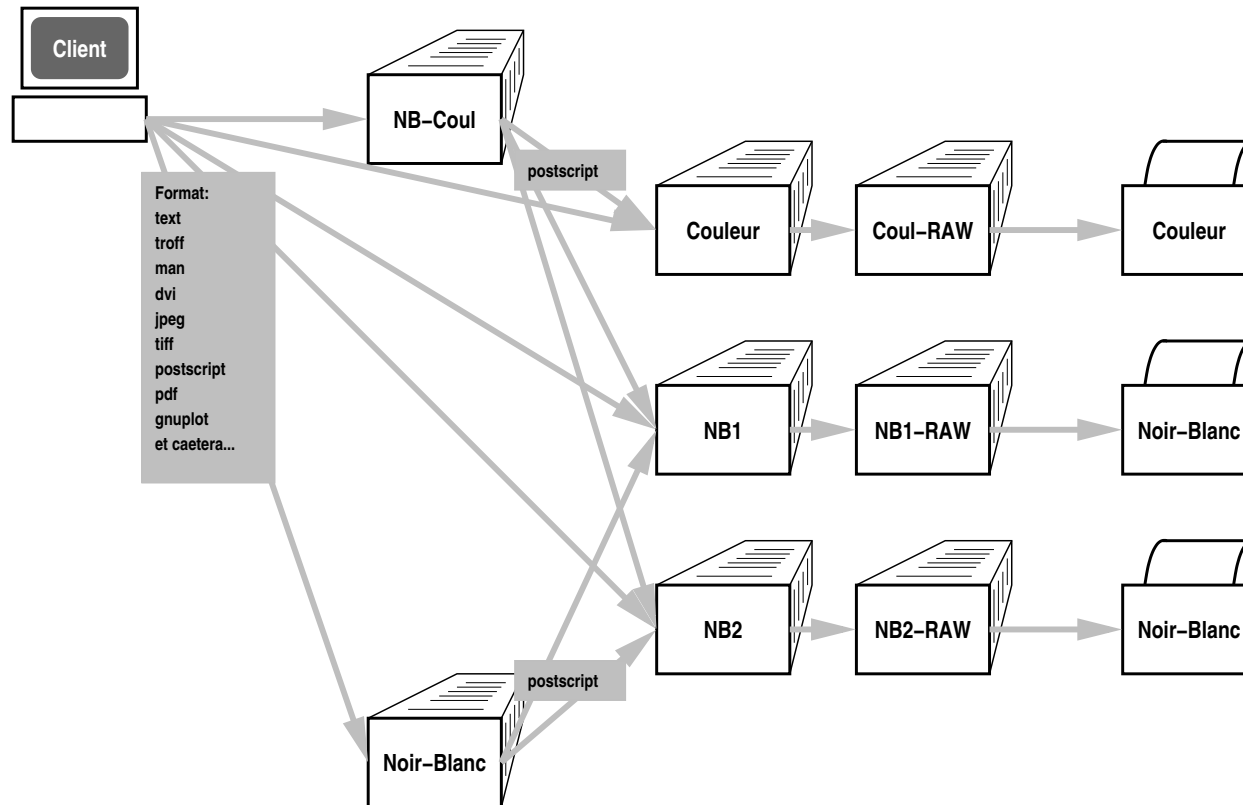 Client
NB–Coul
postscript
Couleur
Coul–RAW
Couleur
Format:
text
troff
man
dvi
jpeg
tiff
postscript
pdf
gnuplot
et caetera...
NB1
NB1–RAW
Noir–Blanc
NB2
NB2–RAW
Noir–Blanc
postscript
Noir–Blanc